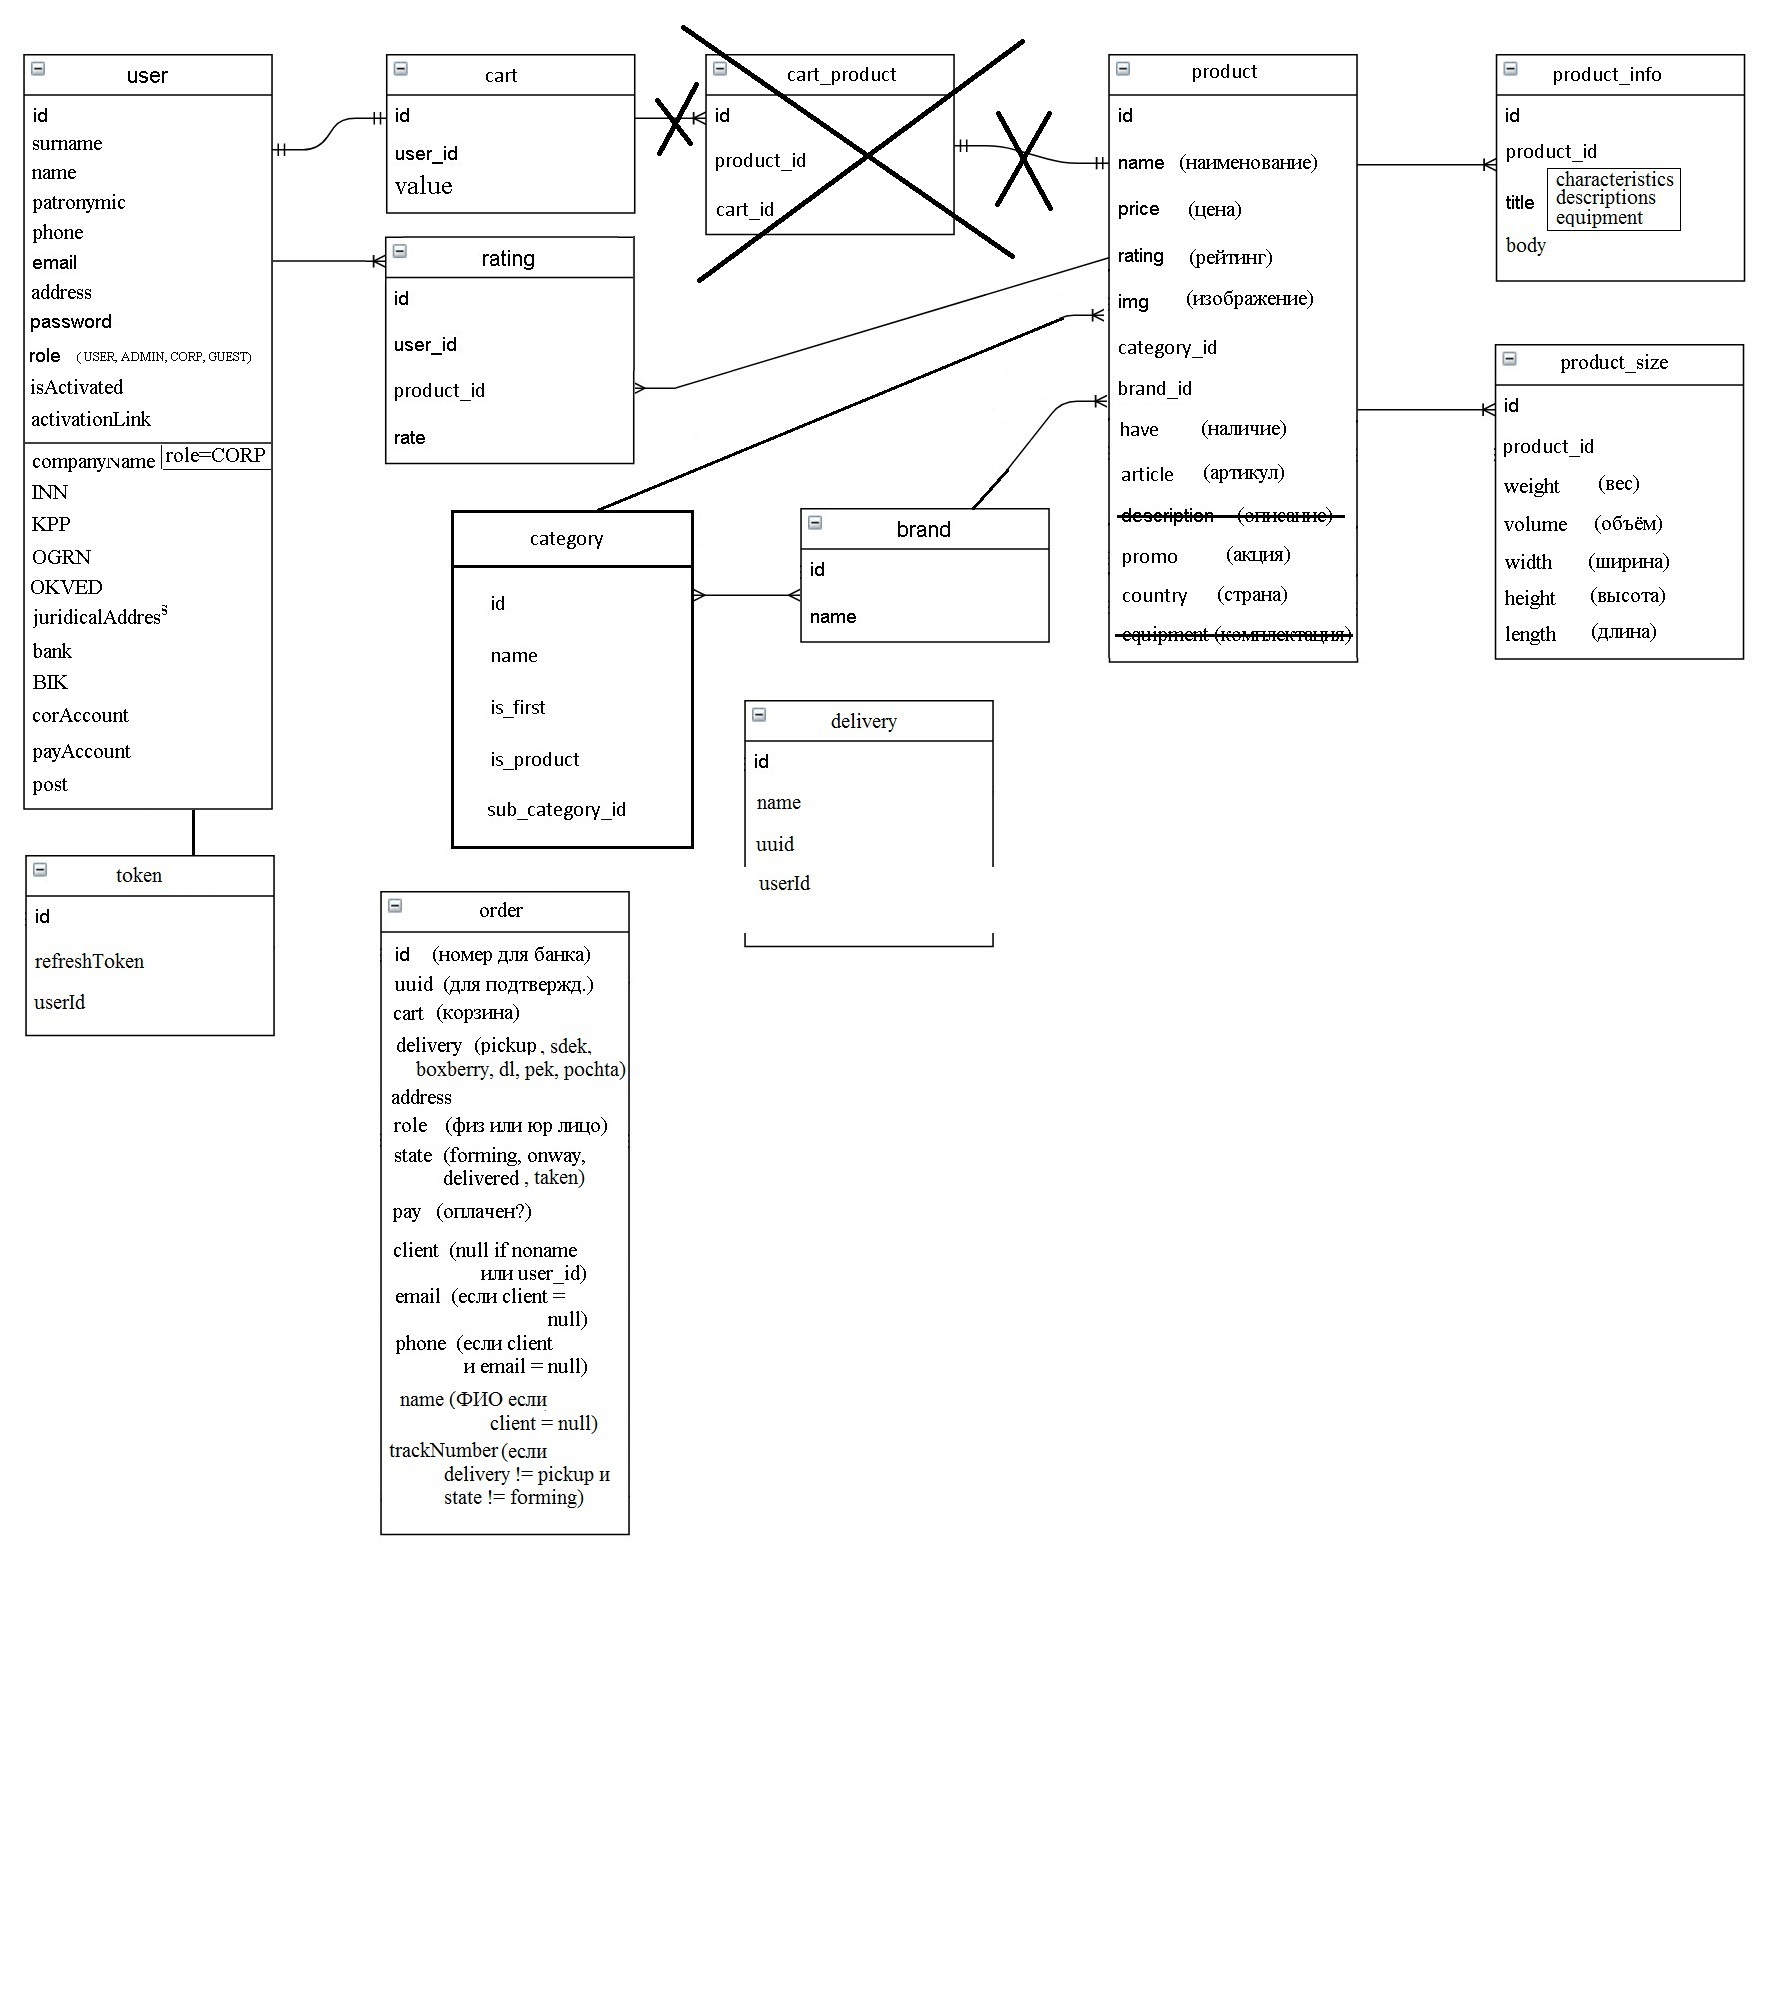 user
id
surname
name
patronymic
phone
email
address
password
role ( USER, ADMIN, CORP, GUEST)
isActivated
activationLink
companyName role=CORP
INN
KPP
OGRN
OKVED
juridicalAddress
bank
BIK
corAccount
payAccount
post
token
id
refreshToken
userId
cart
id
user_id
value
rating
id
user_id
product_id
rate
cart_product
id
product_id
cart_id
product
id
name (наименование)
price (цена)
rating (рейтинг)
img (изображение)
category_id
brand_id
have (наличие)
article (артикул)
description (описание)
promo (акция)
country (страна)
equipment (комплектация)
product_info
id
product_id
title characteristics
descriptions
equipment
body
product_size
id
product_id
weight (вес)
volume (объём)
width (ширина)
height (высота)
length (длина)
category
id
name
is_first
is_product
sub_category_id
brand
id
name
delivery
id
name
uuid
userId
order
id (номер для банка)
uuid (для подтвержд.)
cart (корзина)
delivery (pickup , sdek,
boxberry, dl, pek, pochta)
address
role (физ или юр лицо)
state (forming, onway,
delivered , taken)
pay (оплачен?)
client (null if noname
или user_id)
email (если client =
null)
phone (если client
и email = null)
name (ФИО если
client = null)
trackNumber (если
delivery != pickup и
state != forming)